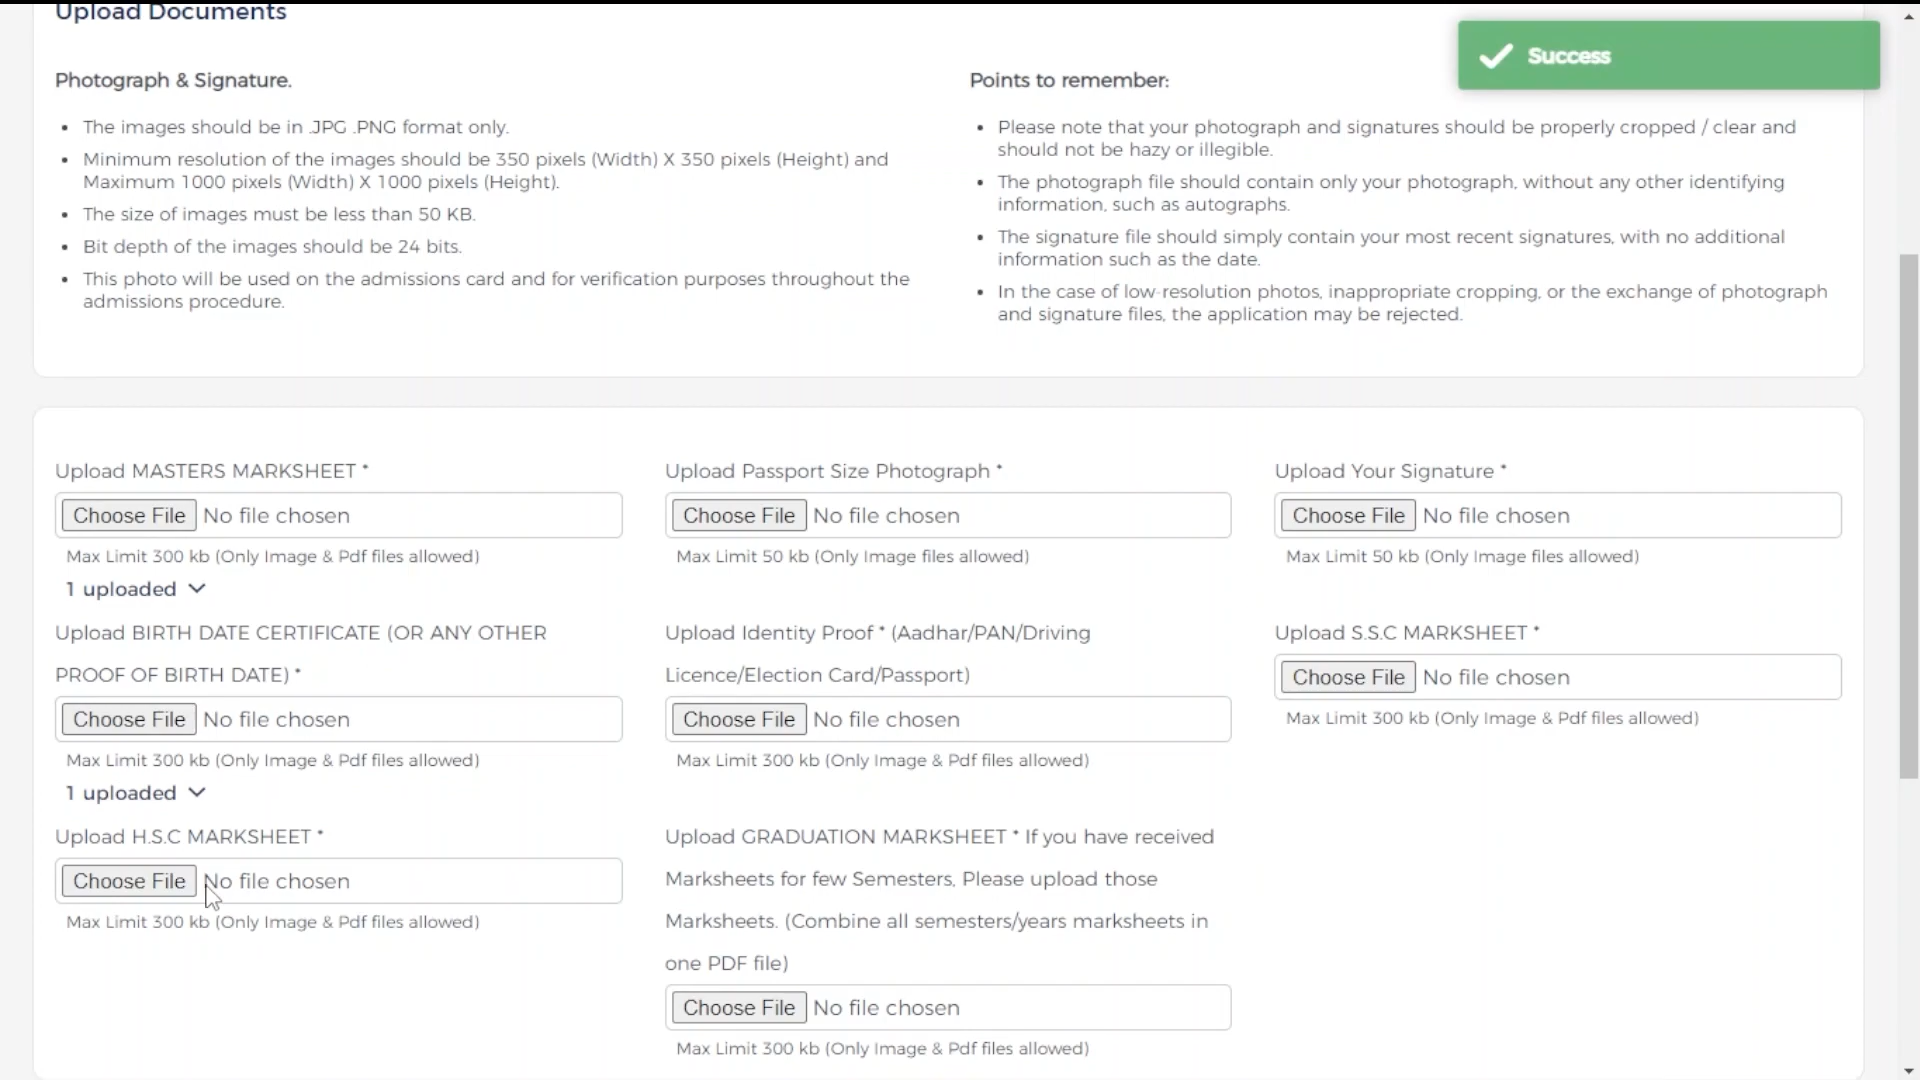 Upload Documents
Success
Photograph & Signature.
The images should be in .JPG .PNG format only.
Minimum resolution of the images should be 350 pixels (Width) X 350 pixels (Height) and
Maximum 1000 pixels (Width) X 1000 pixels (Height).
The size of images must be less than 50 KB.
Bit depth of the images should be 24 bits.
This photo will be used on the admissions card and for verification purposes throughout the
admissions procedure.
Points to remember:
Please note that your photograph and signatures should be properly cropped / clear and
should not be hazy or illegible.
The photograph file should contain only your photograph, without any other identifying
information, such as autographs.
The signature file should simply contain your most recent signatures, with no additional
information such as the date.
In the case of low-resolution photos, inappropriate cropping, or the exchange of photograph
and signature files, the application may be rejected.
Upload MASTERS MARKSHEET *
Choose File No file chosen
Max Limit 300 kb (Only Image & Pdf files allowed)
1 uploaded
Upload Passport Size Photograph *
Choose File No file chosen
Max Limit 50 kb (Only Image files allowed)
Upload Your Signature *
Choose File No file chosen
Max Limit 50 kb (Only Image files allowed)
Upload BIRTH DATE CERTIFICATE (OR ANY OTHER
PROOF OF BIRTH DATE) *
Choose File No file chosen
Max Limit 300 kb (Only Image & Pdf files allowed)
1 uploaded
Upload Identity Proof * (Aadhar/PAN/Driving
Licence/Election Card/Passport)
Choose File No file chosen
Max Limit 300 kb (Only Image & Pdf files allowed)
Upload S.S.C MARKSHEET *
Choose File No file chosen
Max Limit 300 kb (Only Image & Pdf files allowed)
Upload H.S.C MARKSHEET *
Choose File No file chosen
Max Limit 300 kb (Only Image & Pdf files allowed)
Upload GRADUATION MARKSHEET * If you have received
Marksheets for few Semesters, Please upload those
Marksheets. (Combine all semesters/years marksheets in
one PDF file)
Choose File No file chosen
Max Limit 300 kb (Only Image & Pdf files allowed)